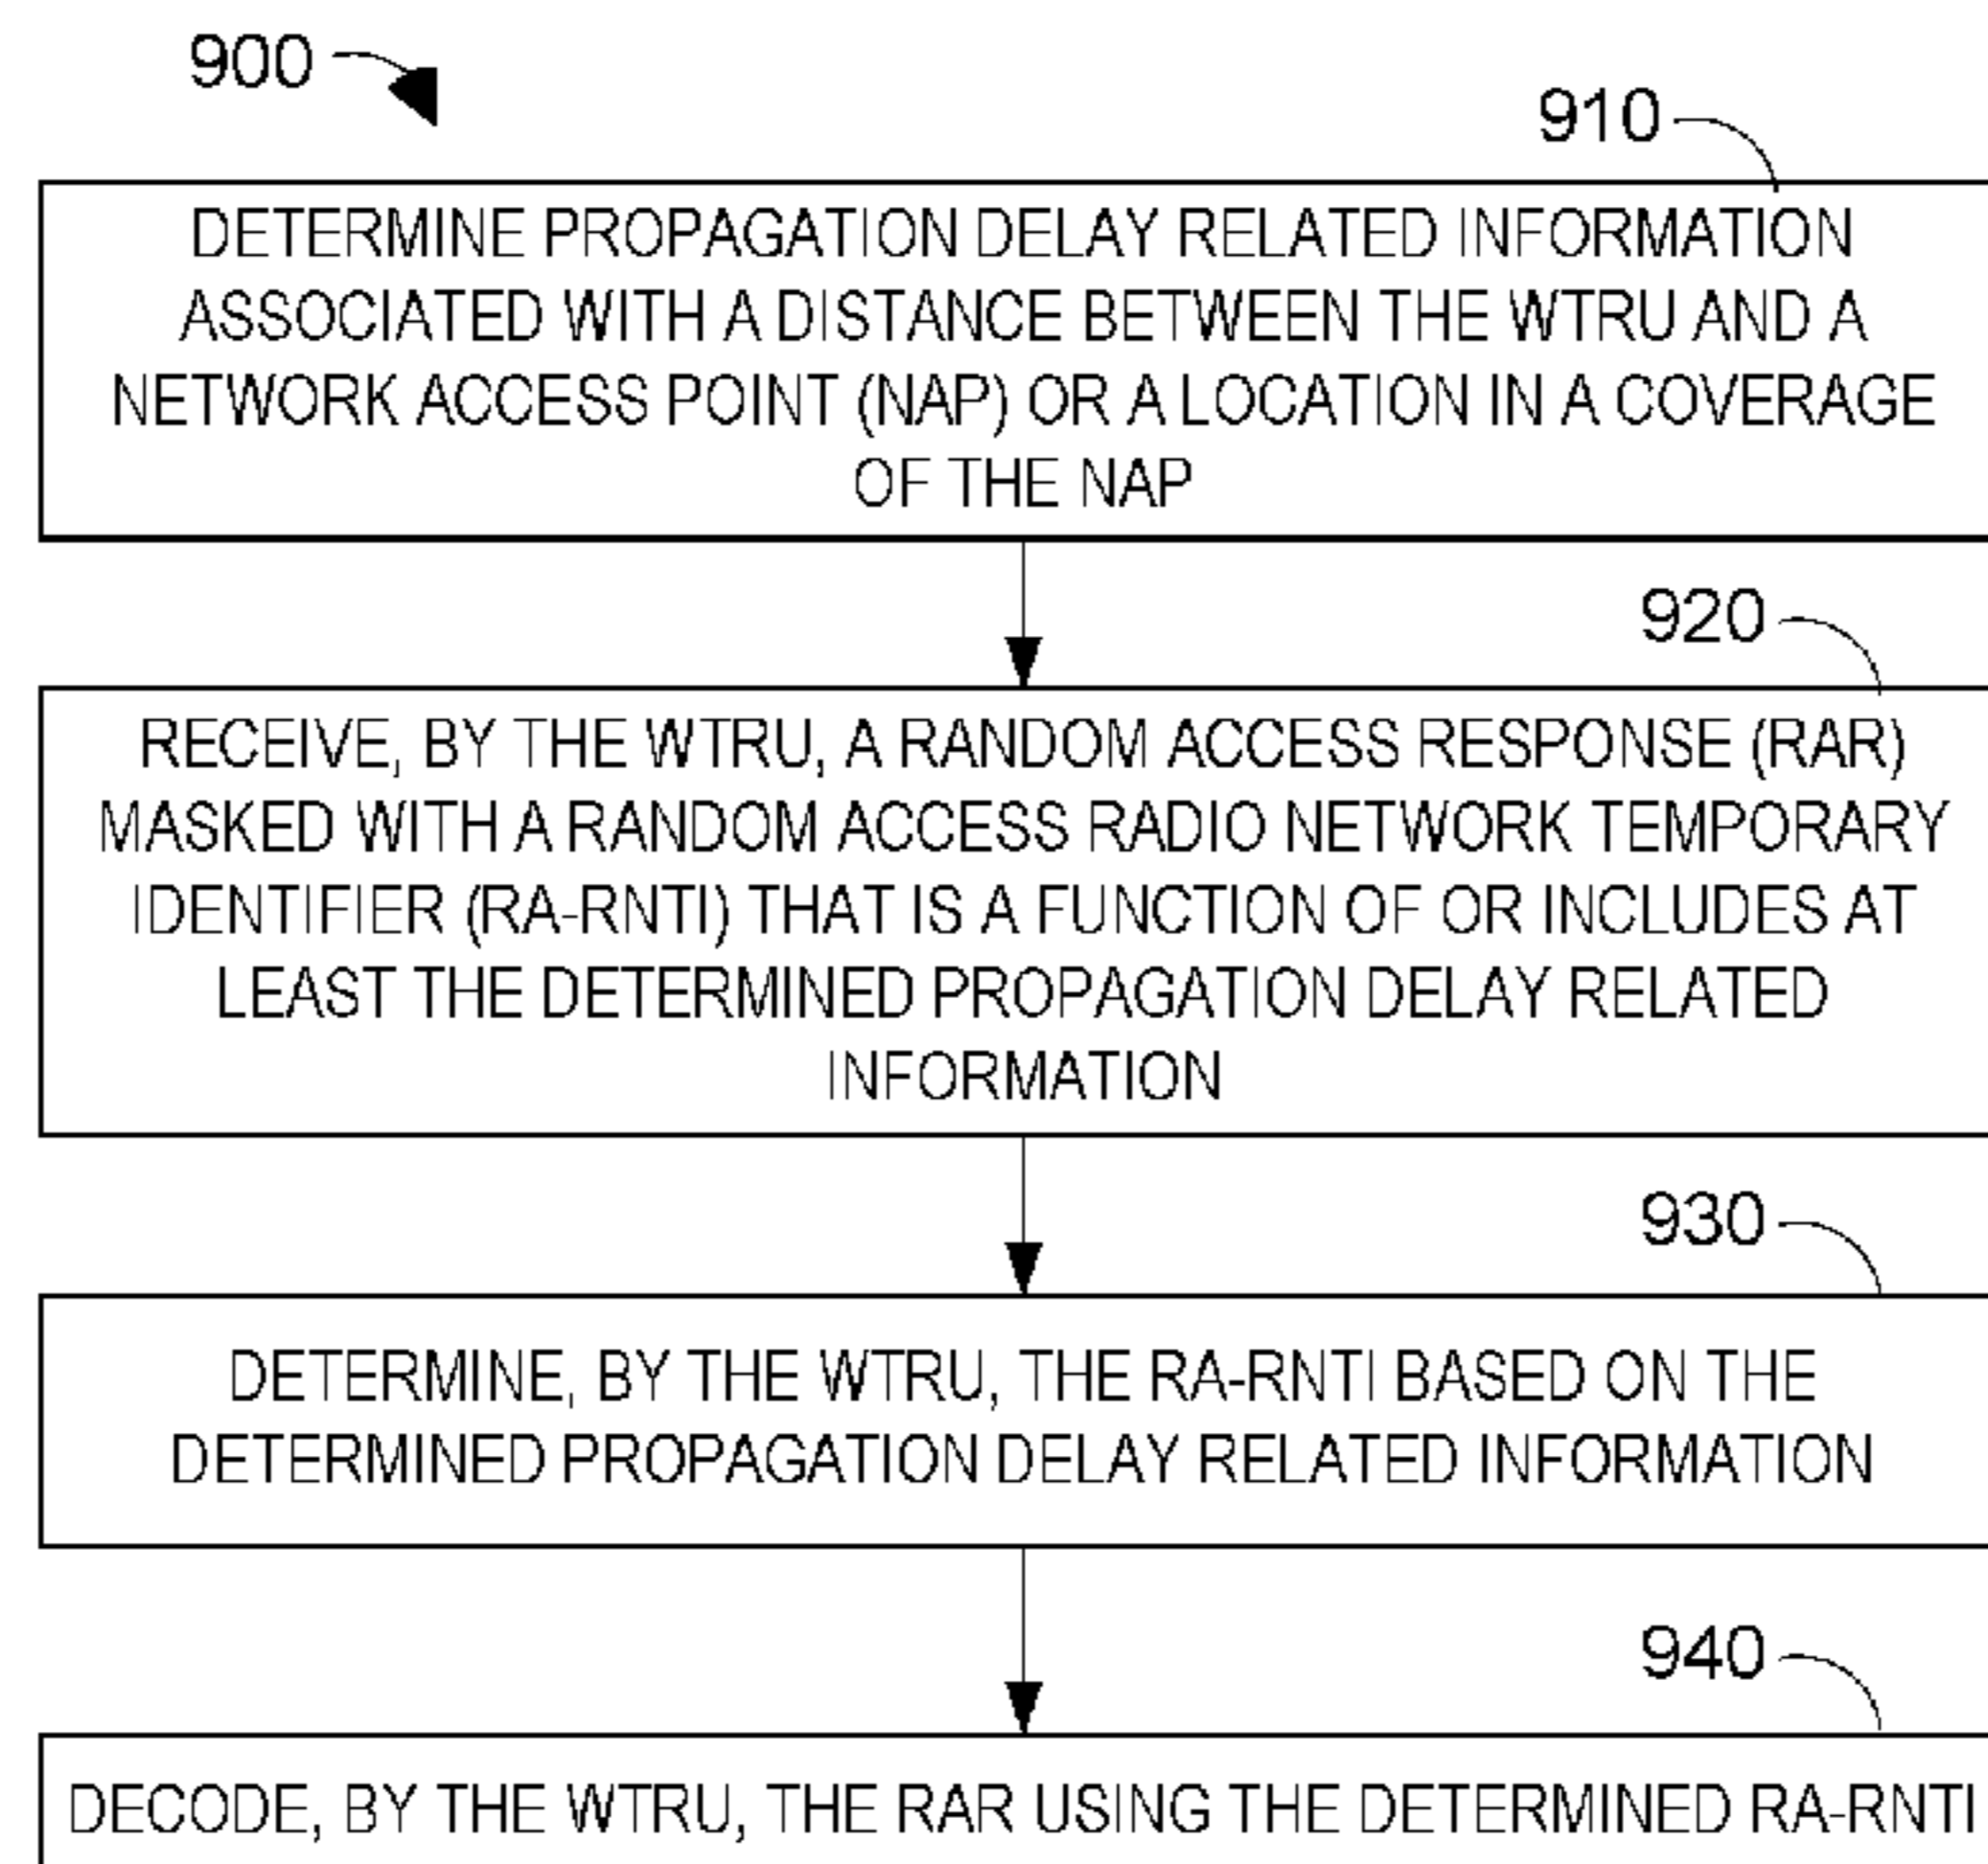 900
910
DETERMINE PROPAGATION DELAY RELATED INFORMATION
ASSOCIATED WITH A DISTANCE BETWEEN THE WTRU AND A
NETWORK ACCESS POINT (NAP) OR A LOCATION IN A COVERAGE
OF THE NAP
920
RECEIVE, BY THE WTRU, A RANDOM ACCESS RESPONSE (RAR)
MASKED WITH A RANDOM ACCESS RADIO NETWORK TEMPORARY
IDENTIFIER (RA-RNTI) THAT IS A FUNCTION OF OR INCLUDES AT
LEAST THE DETERMINED PROPAGATION DELAY RELATED
INFORMATION
930
DETERMINE, BY THE WTRU, THE RA-RNTI BASED ON THE
DETERMINED PROPAGATION DELAY RELATED INFORMATION
940
DECODE, BY THE WTRU, THE RAR USING THE DETERMINED RA-RNTI